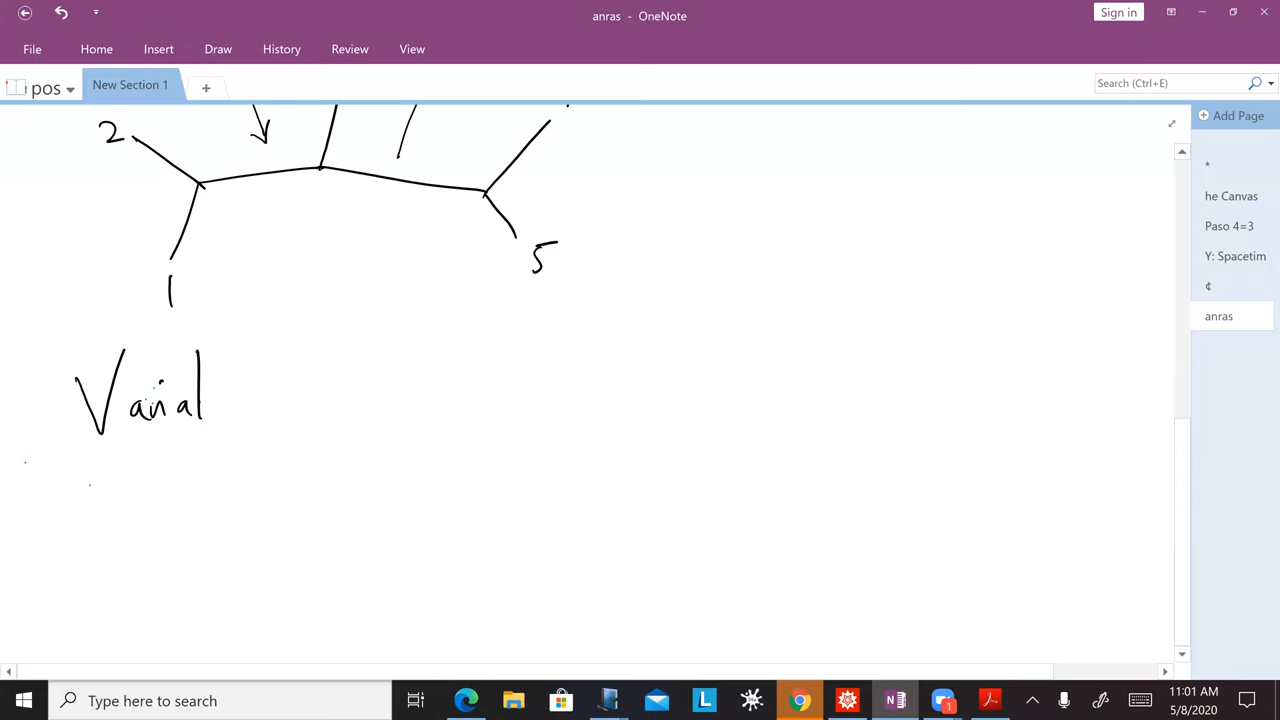 anras - OneNote
Sign in
File Home Insert Draw History Review View
pos New Section 1 + Search (Ctrl+E)
Add Page
*
he Canvas
Paso 4=3
Y: Spacetim
¢
anras
2
5
1
Type here to search
L
1
11:01 AM
5/8/2020